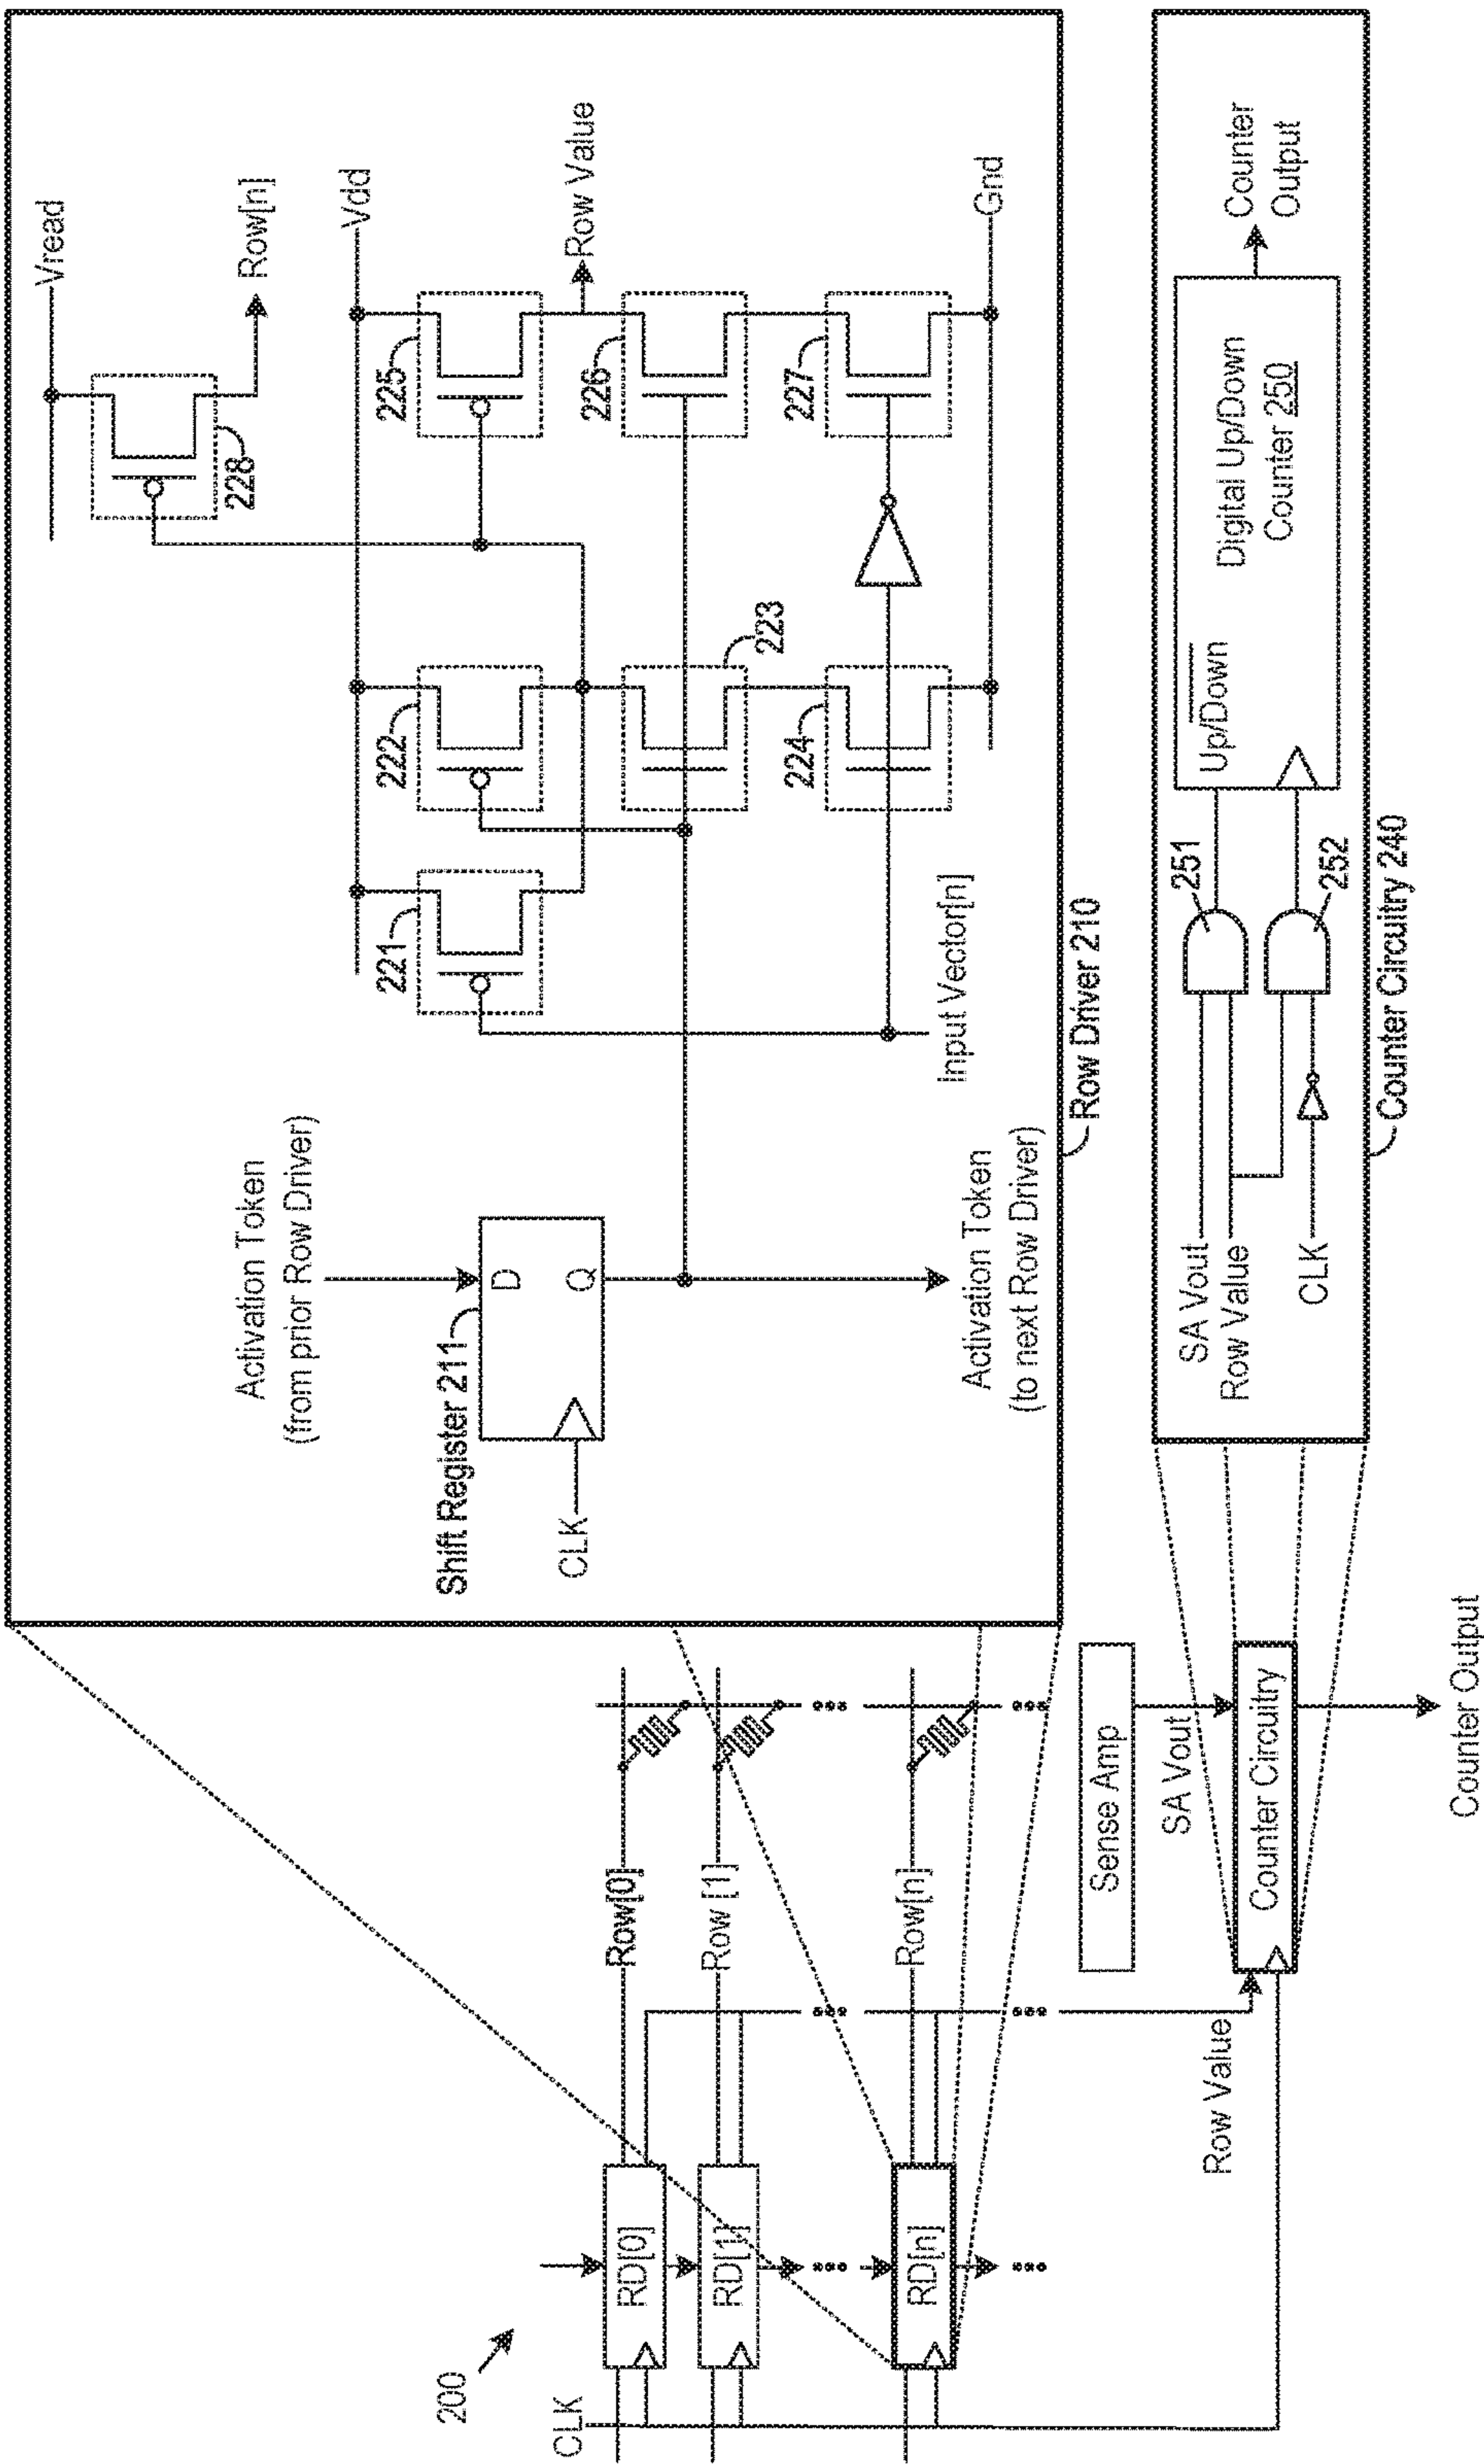 200
CLK
RD[0]
RD[1]
RD[n]
Row[0]
Row [1]
Row[n]
Row Value
Sense Amp
SA Vout
Counter Circuitry
Counter Output
Activation Token
(from prior Row Driver)
Shift Register 211
D
Q
CLK
Activation Token
(to next Row Driver)
Input Vector[n]
Vread
Row[n]
228
Vdd
221
222
225
Row Value
223
226
224
227
Gnd
Row Driver 210
SA Vout
Row Value
CLK
251
252
Up/Down
Digital Up/Down
Counter 250
Counter
Output
Counter Circuitry 240